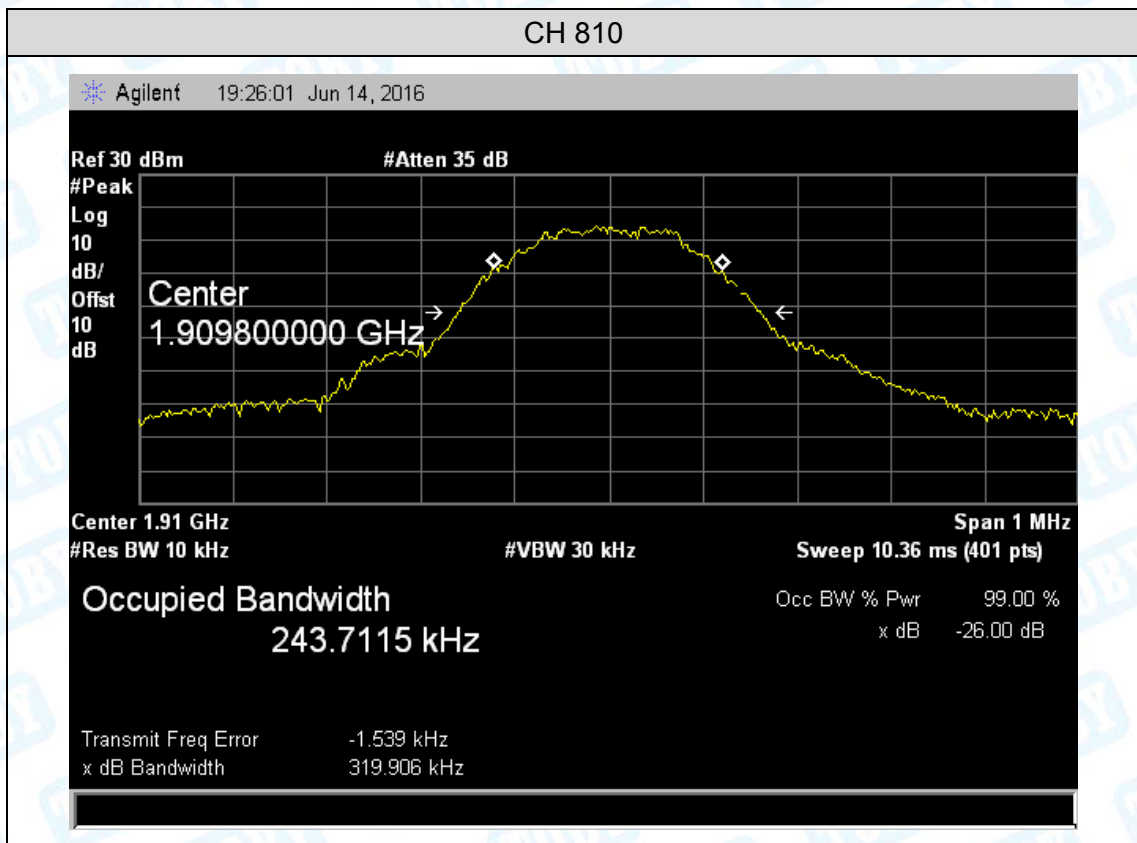 CH 810
Agilent 19:26:01 Jun 14, 2016
Ref 30 dBm #Atten 35 dB
#Peak
Log
10
dB/
Offst
10
dB
Center
1.909800000 GHz
Center 1.91 GHz Span 1 MHz
#Res BW 10 kHz #VBW 30 kHz Sweep 10.36 ms (401 pts)
Occupied Bandwidth
243.7115 kHz
Occ BW % Pwr 99.00 %
x dB -26.00 dB
Transmit Freq Error -1.539 kHz
x dB Bandwidth 319.906 kHz